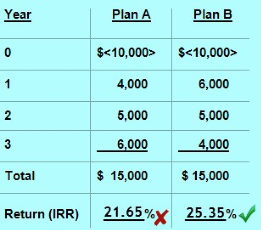 Year Plan A Plan B
0 $<10,000> $<10,000>
1 4,000 6,000
2 5,000 5,000
3 6,000 4,000
Total $ 15,000 $ 15,000
Return (IRR) 21.65% 25.35%